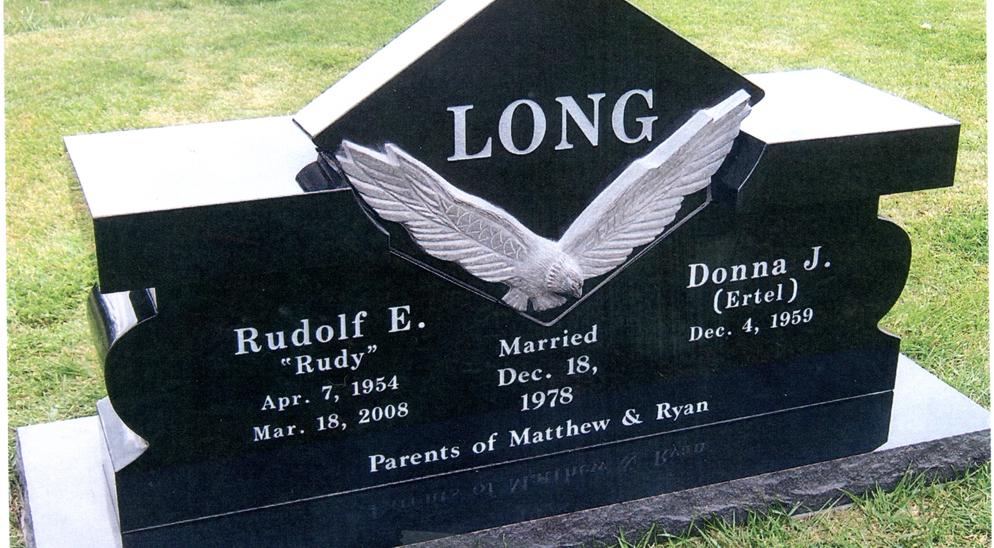 LONG
Rudolf E.
"Rudy"
Apr. 7, 1954
Mar. 18, 2008
Married
Dec. 18,
1978
Donna J.
(Ertel)
Dec. 4, 1959
Parents of Matthew & Ryan